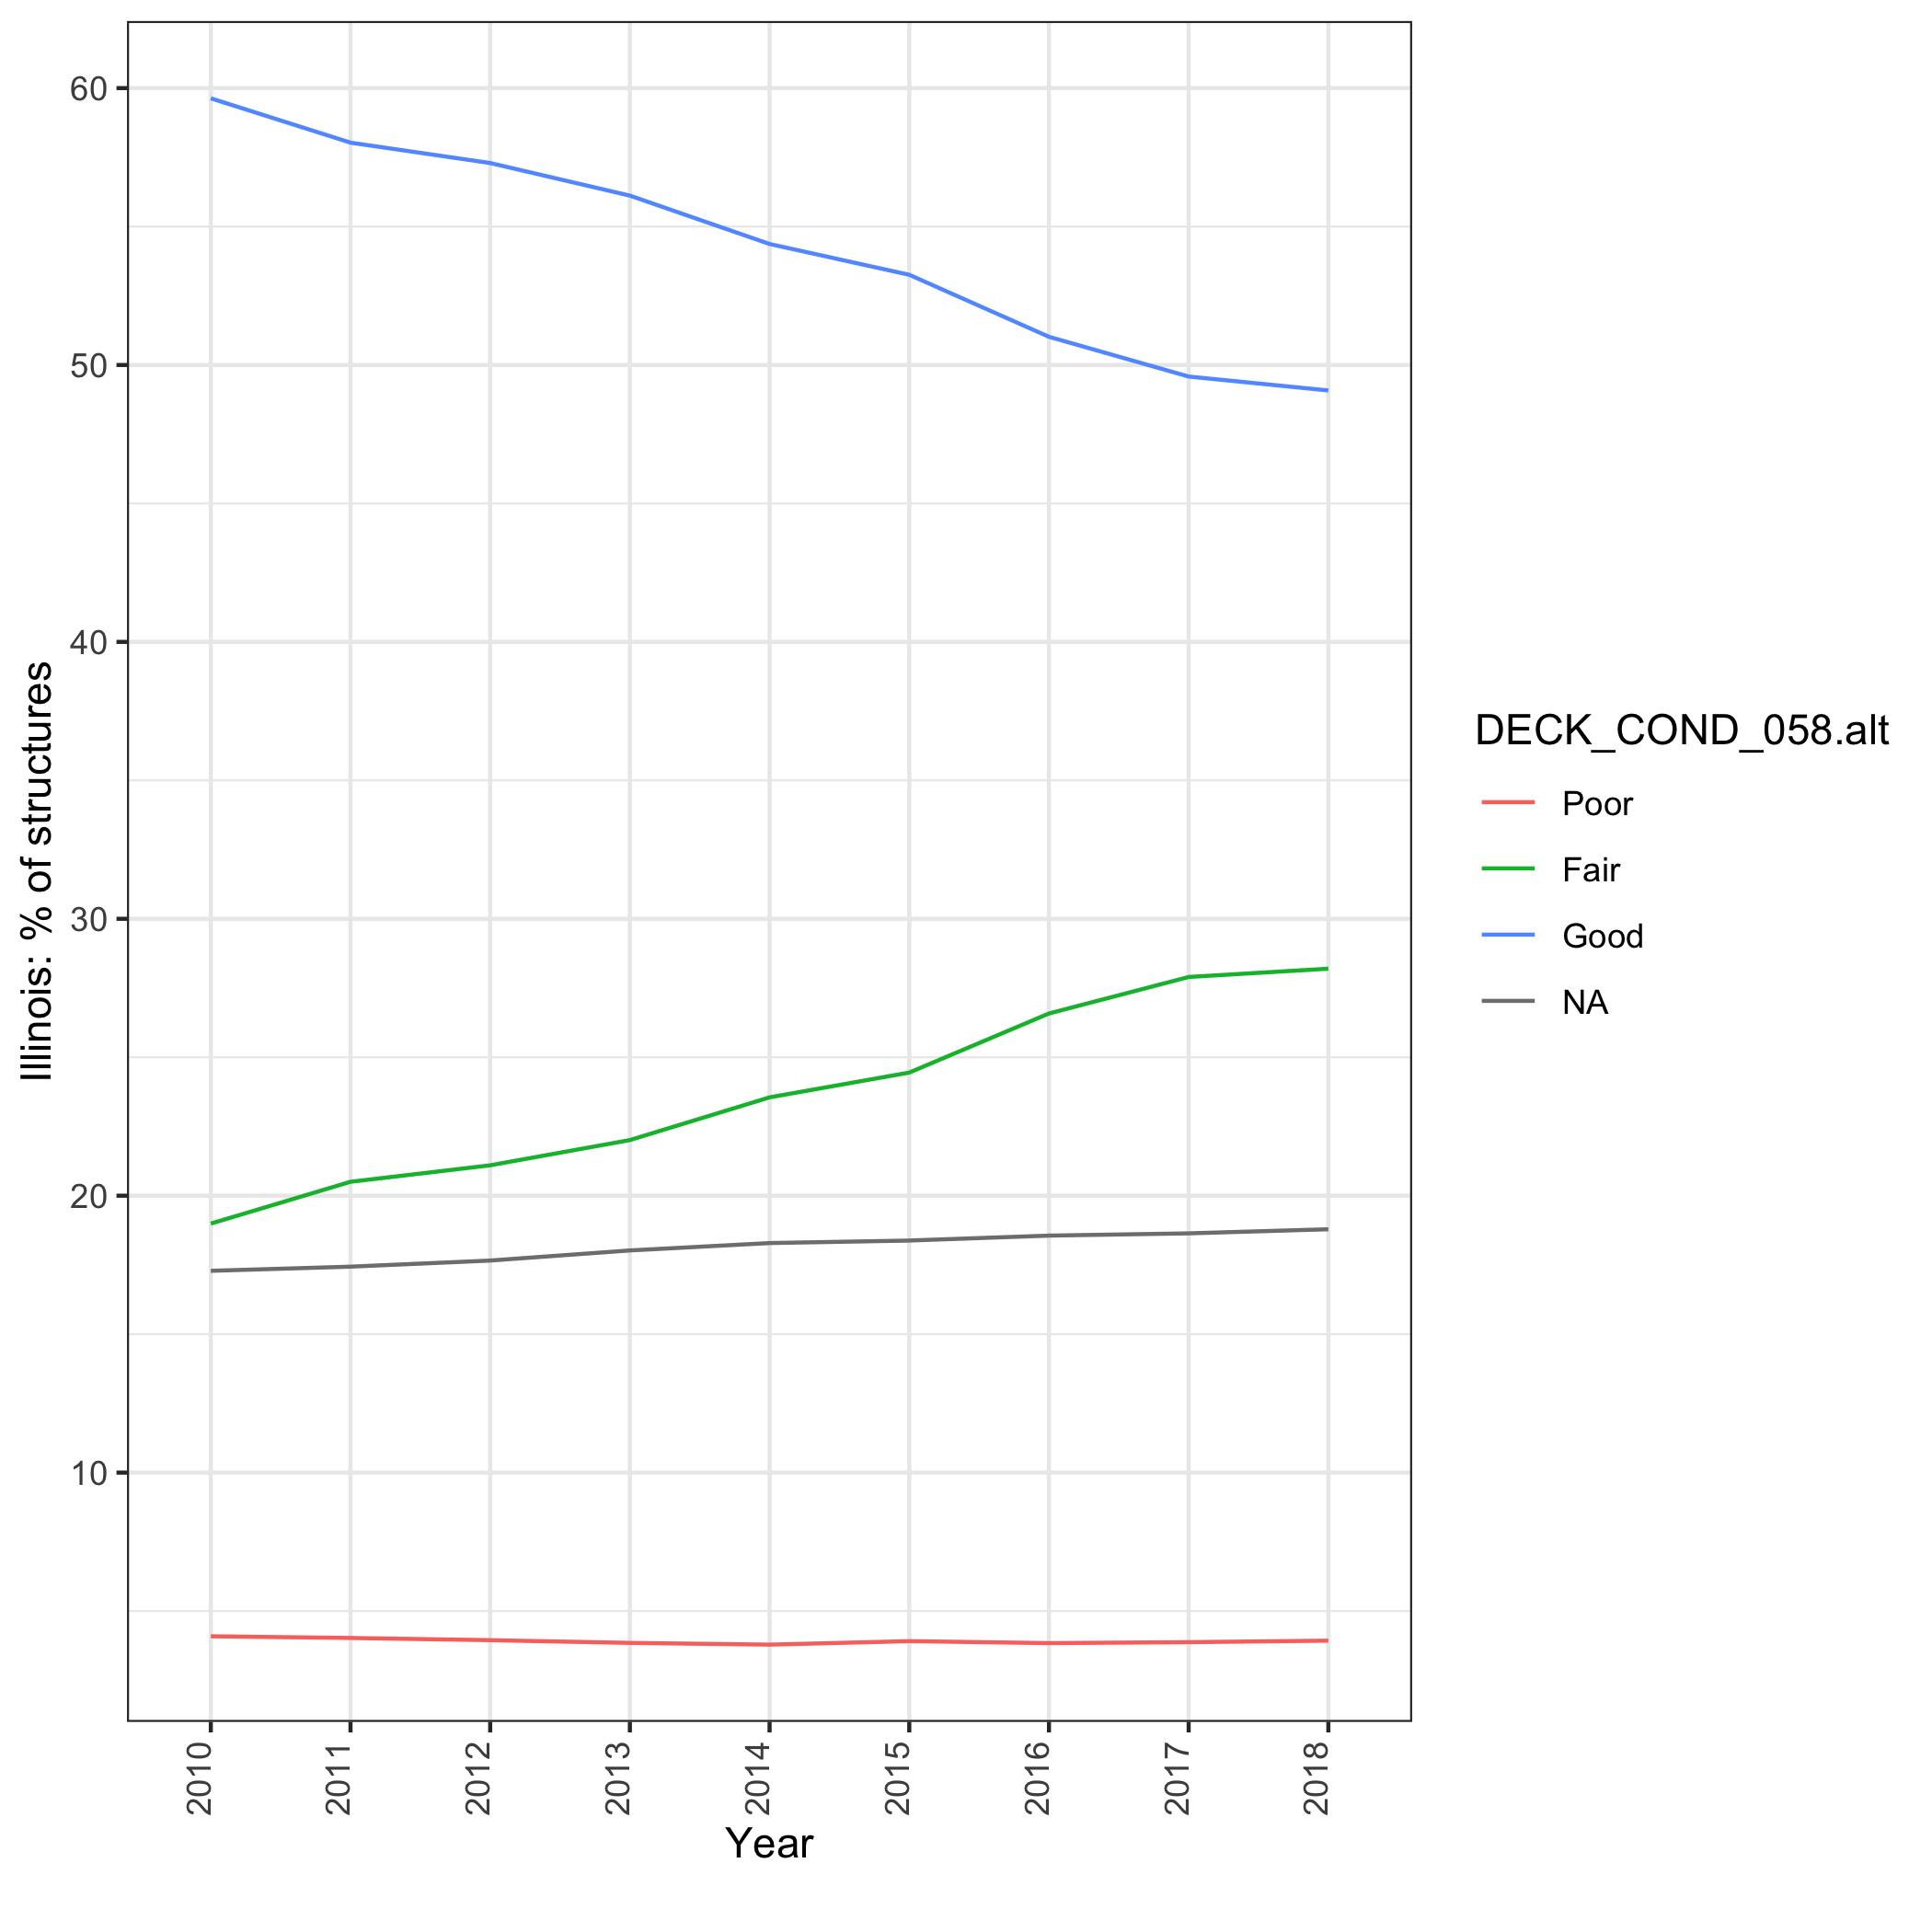 Illinois: % of structures
60
50
40
30
20
10
2010
2011
2012
2013
2014
2015
2016
2017
2018
Year
DECK_COND_058.alt
Poor
Fair
Good
NA